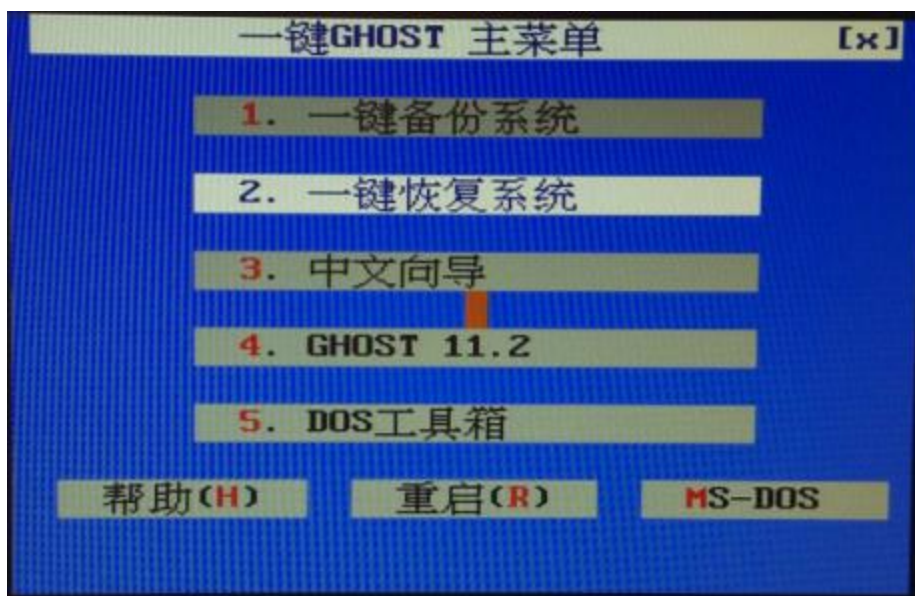 一键GHOST 主菜单 [×]
1. 一键备份系统
2. 一键恢复系统
3. 中文向导
4. GHOST 11.2
5. DOS工具箱
帮助(H) 重启(R) MS-DOS